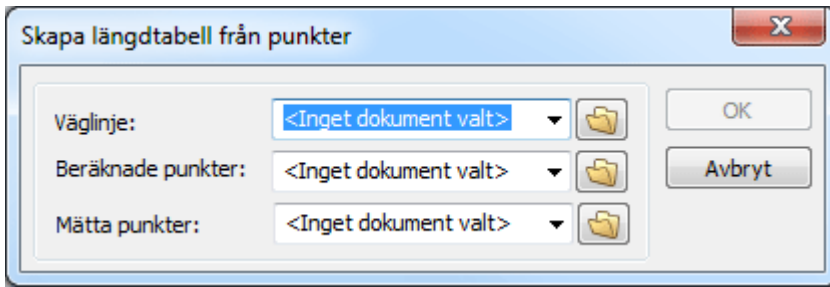 Skapa längdtabell från punkter
Väglinje: <Inget dokument valt> OK
Beräknade punkter: <Inget dokument valt> Avbryt
Mätta punkter: <Inget dokument valt>